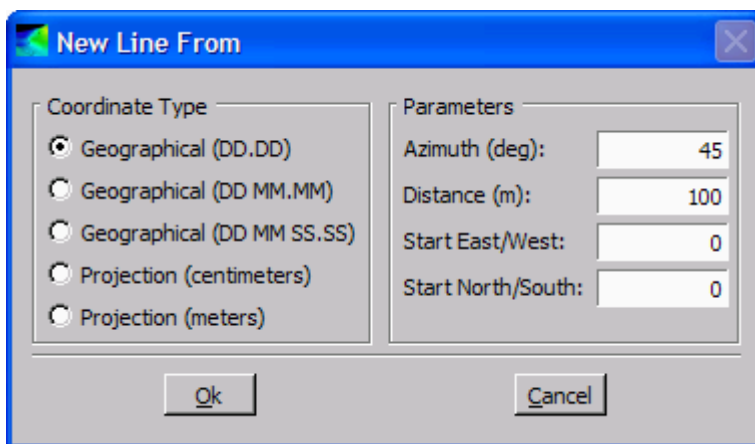 New Line From
Coordinate Type
Geographical (DD.DD)
Geographical (DD MM.MM)
Geographical (DD MM SS.SS)
Projection (centimeters)
Projection (meters)
Parameters
Azimuth (deg): 45
Distance (m): 100
Start East/West: 0
Start North/South: 0
Ok
Cancel